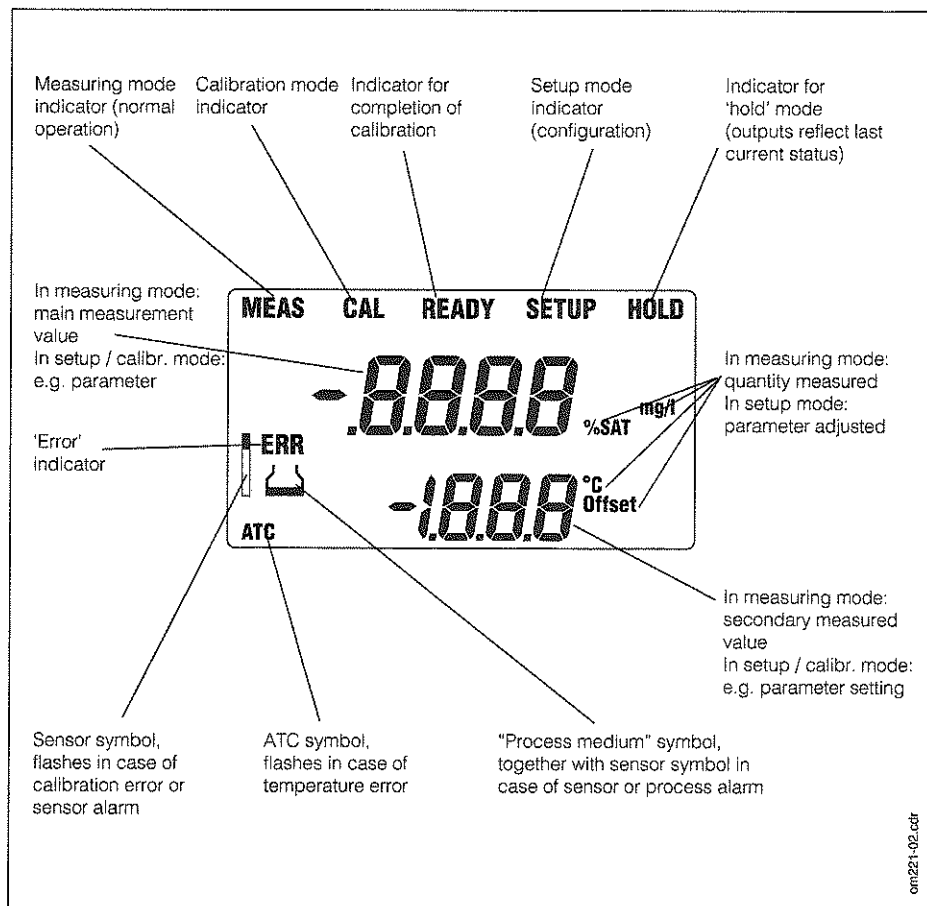 Measuring mode
indicator (normal
operation)
Calibration mode
indicator
Indicator for
completion of
calibration
Setup mode
indicator
(configuration)
Indicator for
'hold' mode
(outputs reflect last
current status)
MEAS CAL READY SETUP HOLD
In measuring mode:
main measurement
value
In setup / calibr. mode:
e.g. parameter
-.8.8.8.8
%SAT
mg/l
In measuring mode:
quantity measured
In setup mode:
parameter adjusted
'Error'
indicator
ERR
-1.8.8.8
°C
Offset
ATC
In measuring mode:
secondary measured
value
In setup / calibr. mode:
e.g. parameter setting
Sensor symbol,
flashes in case of
calibration error or
sensor alarm
ATC symbol,
flashes in case of
temperature error
"Process medium" symbol,
together with sensor symbol in
case of sensor or process alarm
om221-02.cdr